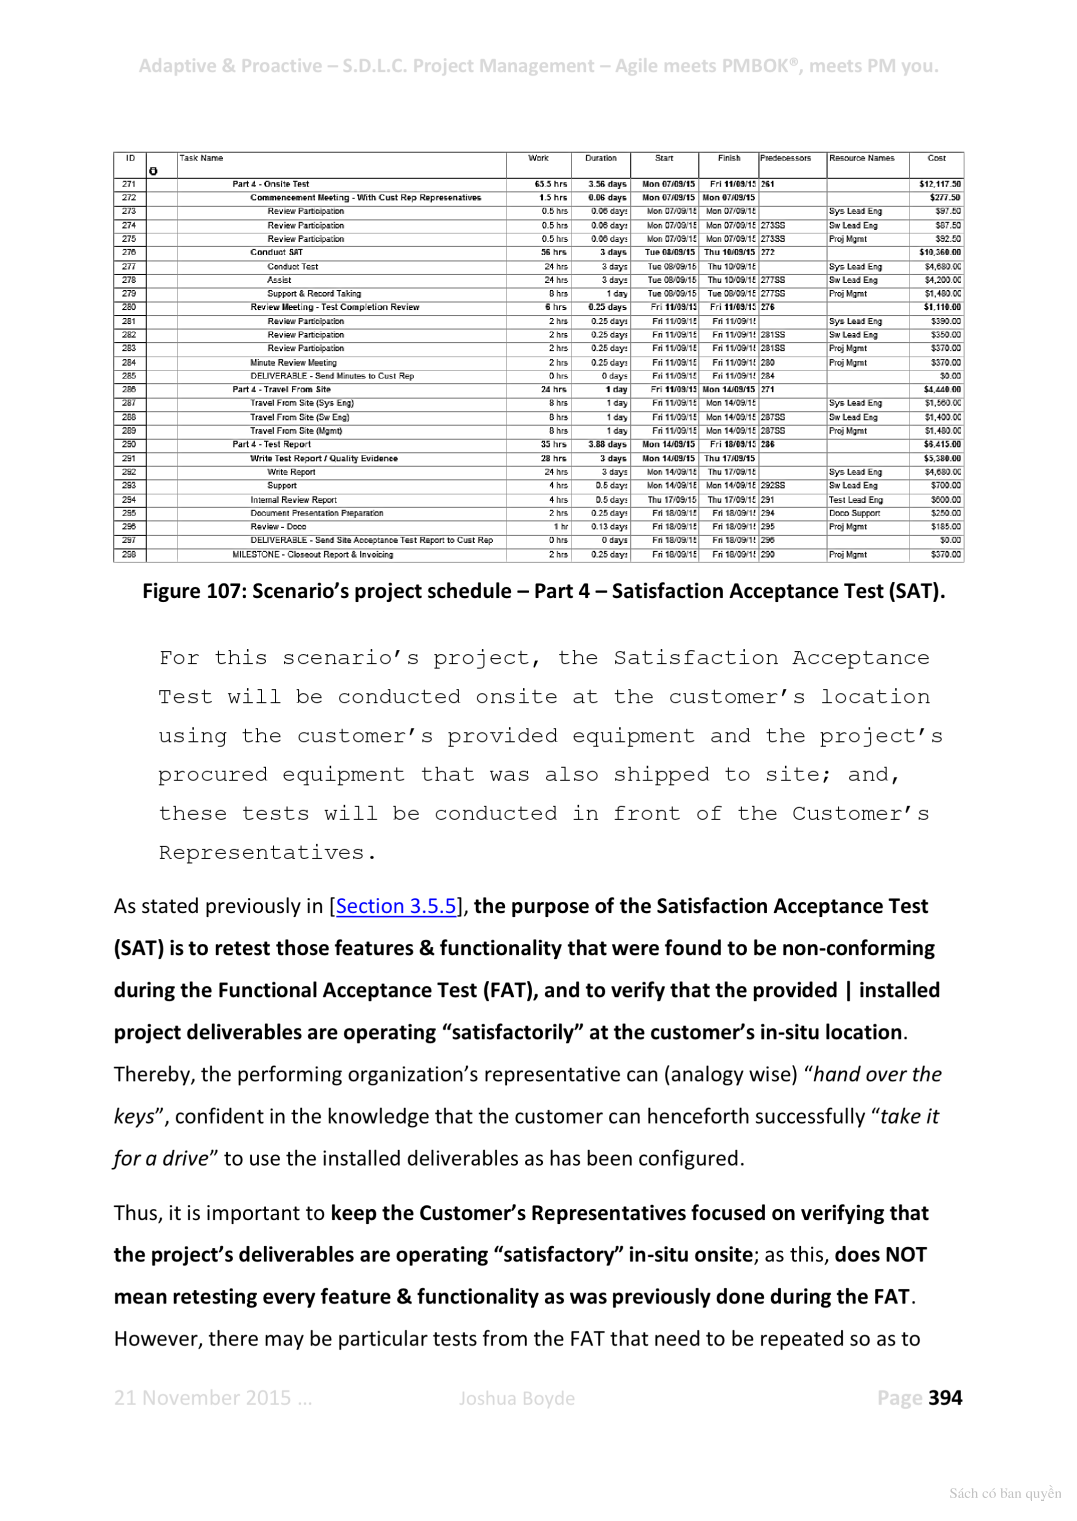 Adaptive & Proactive – S.D.L.C. Project Management – Agile meets PMBOK®, meets PM you.
ID Task Name Work Duration Start Finish Predecessors Resource Names Cost
271 Part 4 - Onsite Test 65.5 hrs 3.56 days Mon 07/09/15 Fri 11/09/15 261 $12,117.50
272 Commencement Meeting - With Cust Rep Represenatives 1.5 hrs 0.06 days Mon 07/09/15 Mon 07/09/15 $277.50
273 Review Participation 0.5 hrs 0.06 days Mon 07/09/15 Mon 07/09/15 Sys Lead Eng $97.50
274 Review Participation 0.5 hrs 0.06 days Mon 07/09/15 Mon 07/09/15 273SS Sw Lead Eng $87.50
275 Review Participation 0.5 hrs 0.06 days Mon 07/09/15 Mon 07/09/15 273SS Proj Mgmt $92.50
276 Conduct SAT 56 hrs 3 days Tue 08/09/15 Thu 10/09/15 272 $10,360.00
277 Conduct Test 24 hrs 3 days Tue 08/09/15 Thu 10/09/15 Sys Lead Eng $4,680.00
278 Assist 24 hrs 3 days Tue 08/09/15 Thu 10/09/15 277SS Sw Lead Eng $4,200.00
279 Support & Record Taking 8 hrs 1 day Tue 08/09/15 Tue 08/09/15 277SS Proj Mgmt $1,480.00
280 Review Meeting - Test Completion Review 6 hrs 0.25 days Fri 11/09/15 Fri 11/09/15 276 $1,110.00
281 Review Participation 2 hrs 0.25 days Fri 11/09/15 Fri 11/09/15 Sys Lead Eng $390.00
282 Review Participation 2 hrs 0.25 days Fri 11/09/15 Fri 11/09/15 281SS Sw Lead Eng $350.00
283 Review Participation 2 hrs 0.25 days Fri 11/09/15 Fri 11/09/15 281SS Proj Mgmt $370.00
284 Minute Review Meeting 2 hrs 0.25 days Fri 11/09/15 Fri 11/09/15 280 Proj Mgmt $370.00
285 DELIVERABLE - Send Minutes to Cust Rep 0 hrs 0 days Fri 11/09/15 Fri 11/09/15 284 $0.00
286 Part 4 - Travel From Site 24 hrs 1 day Fri 11/09/15 Mon 14/09/15 271 $4,440.00
287 Travel From Site (Sys Eng) 8 hrs 1 day Fri 11/09/15 Mon 14/09/15 Sys Lead Eng $1,560.00
288 Travel From Site (Sw Eng) 8 hrs 1 day Fri 11/09/15 Mon 14/09/15 287SS Sw Lead Eng $1,400.00
289 Travel From Site (Mgmt) 8 hrs 1 day Fri 11/09/15 Mon 14/09/15 287SS Proj Mgmt $1,480.00
290 Part 4 - Test Report 35 hrs 3.88 days Mon 14/09/15 Fri 18/09/15 286 $6,415.00
291 Write Test Report / Quality Evidence 28 hrs 3 days Mon 14/09/15 Thu 17/09/15 $5,380.00
292 Write Report 24 hrs 3 days Mon 14/09/15 Thu 17/09/15 Sys Lead Eng $4,680.00
293 Support 4 hrs 0.5 days Mon 14/09/15 Mon 14/09/15 292SS Sw Lead Eng $700.00
294 Internal Review Report 4 hrs 0.5 days Thu 17/09/15 Thu 17/09/15 291 Test Lead Eng $600.00
295 Document Presentation Preparation 2 hrs 0.25 days Fri 18/09/15 Fri 18/09/15 294 Doco Support $250.00
296 Review - Doco 1 hr 0.13 days Fri 18/09/15 Fri 18/09/15 295 Proj Mgmt $185.00
297 DELIVERABLE - Send Site Acceptance Test Report to Cust Rep 0 hrs 0 days Fri 18/09/15 Fri 18/09/15 296 $0.00
298 MILESTONE - Closeout Report & Invoicing 2 hrs 0.25 days Fri 18/09/15 Fri 18/09/15 290 Proj Mgmt $370.00
Figure 107: Scenario’s project schedule – Part 4 – Satisfaction Acceptance Test (SAT).
For this scenario’s project, the Satisfaction Acceptance
Test will be conducted onsite at the customer’s location
using the customer’s provided equipment and the project’s
procured equipment that was also shipped to site; and,
these tests will be conducted in front of the Customer’s
Representatives.
As stated previously in [Section 3.5.5], the purpose of the Satisfaction Acceptance Test
(SAT) is to retest those features & functionality that were found to be non-conforming
during the Functional Acceptance Test (FAT), and to verify that the provided | installed
project deliverables are operating “satisfactorily” at the customer’s in-situ location.
Thereby, the performing organization’s representative can (analogy wise) “hand over the
keys”, confident in the knowledge that the customer can henceforth successfully “take it
for a drive” to use the installed deliverables as has been configured.
Thus, it is important to keep the Customer’s Representatives focused on verifying that
the project’s deliverables are operating “satisfactory” in-situ onsite; as this, does NOT
mean retesting every feature & functionality as was previously done during the FAT.
However, there may be particular tests from the FAT that need to be repeated so as to
21 November 2015 … Joshua Boyde Page 394
Sách có bản quyền